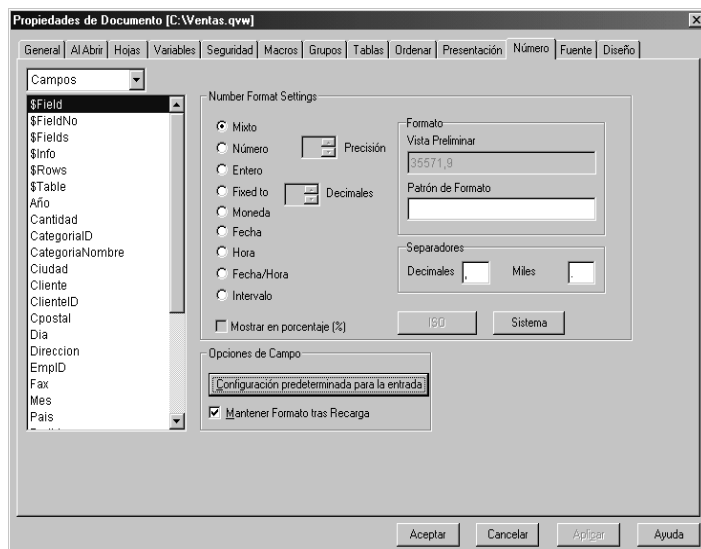 Propiedades de Documento [C:\Ventas.qvw]
General Al Abrir Hojas Variables Seguridad Macros Grupos Tablas Ordenar Presentación Número Fuente Diseño
Campos
$Field
$FieldNo
$Fields
$Info
$Rows
$Table
Año
Cantidad
CategoriaID
CategoriaNombre
Ciudad
Cliente
ClienteID
Cpostal
Dia
Direccion
EmpID
Fax
Mes
Pais
Number Format Settings
Mixto
Número
Precisión
Entero
Fixed to
Decimales
Moneda
Fecha
Hora
Fecha/Hora
Intervalo
Mostrar en porcentaje (%)
Formato
Vista Preliminar
35571,9
Patrón de Formato
Separadores
Decimales , Miles .
ISO Sistema
Opciones de Campo
Configuración predeterminada para la entrada
Mantener Formato tras Recarga
Aceptar Cancelar Aplicar Ayuda